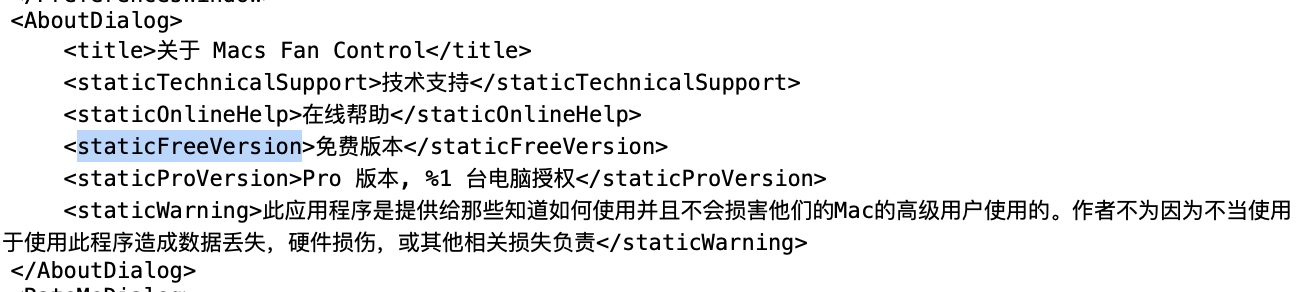 <AboutDialog>
<title>关于 Macs Fan Control</title>
<staticTechnicalSupport>技术支持</staticTechnicalSupport>
<staticOnlineHelp>在线帮助</staticOnlineHelp>
<staticFreeVersion>免费版本</staticFreeVersion>
<staticProVersion>Pro 版本, %1 台电脑授权</staticProVersion>
<staticWarning>此应用程序是提供给那些知道如何使用并且不会损害他们的Mac的高级用户使用的。作者不为因为不当使用
于使用此程序造成数据丢失，硬件损伤，或其他相关损失负责</staticWarning>
</AboutDialog>